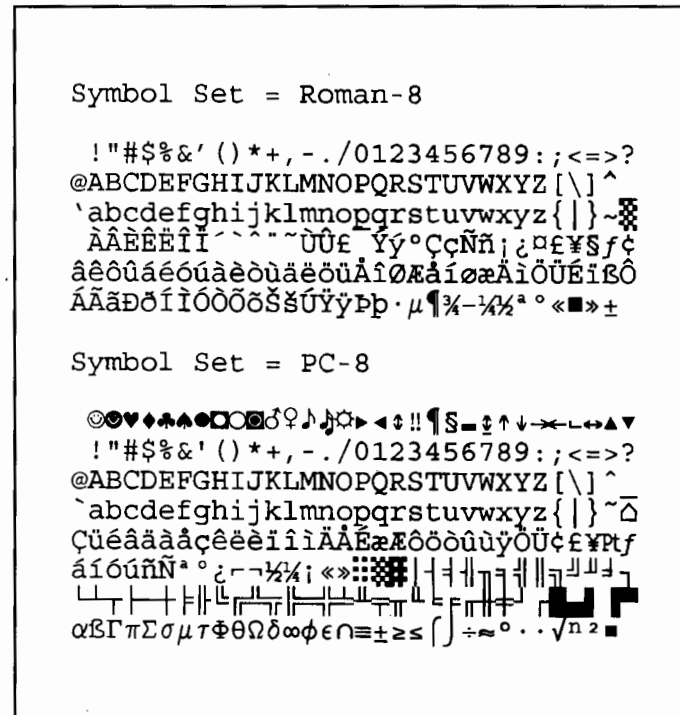 Symbol Set = Roman-8
!"#$%&’()*+,-./0123456789:;<=>?
@ABCDEFGHIJKLMNOPQRSTUVWXYZ[\]^
‘abcdefghijklmnopqrstuvwxyz{|}~▒
ÀÂÈÊËÎÏ´`^¨~ÙÛ£¯Ýý°ÇçÑñ¡¿¤£¥§ƒ¢
âêôûáéóúàèòùäëöüÅîØÆåíøæÄìÖÜÉïßÔ
ÁÃãÐðÍÌÓÒÕõŠšÚŸÿÞþ·µ¶¾-¼½ªº«■»±
Symbol Set = PC-8
☺☻♥♦♣♠●◘○◙♂♀♪♫☼►◄↕‼¶§▬↨↑↓→←∟↔▲▼
!"#$%&'()*+,-./0123456789:;<=>?
@ABCDEFGHIJKLMNOPQRSTUVWXYZ[\]^_
`abcdefghijklmnopqrstuvwxyz{|}~⌂
ÇüéâäàåçêëèïîìÄÅÉæÆôöòûùÿÖÜ¢£¥₧ƒ
áíóúñÑªº¿⌐¬½¼¡«»░▒▓│┤╡╢╖╕╣║╗╝╜╛┐
└┴┬├─┼╞╟╚╔╩╦╠═╬╧╨╤╥╙╘╒╓╫╪┘┌█▄▌▐▀
αßΓπΣσµτΦθΩδ∞φε∩≡±≥≤⌠⌡÷≈°··√ⁿ²■